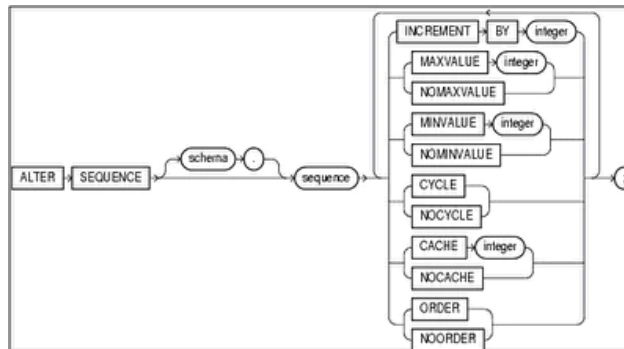 INCREMENT BY integer
MAXVALUE integer
NOMAXVALUE
MINVALUE integer
NOMINVALUE
schema .
ALTER SEQUENCE sequence ;
CYCLE
NOCYCLE
CACHE integer
NOCACHE
ORDER
NOORDER